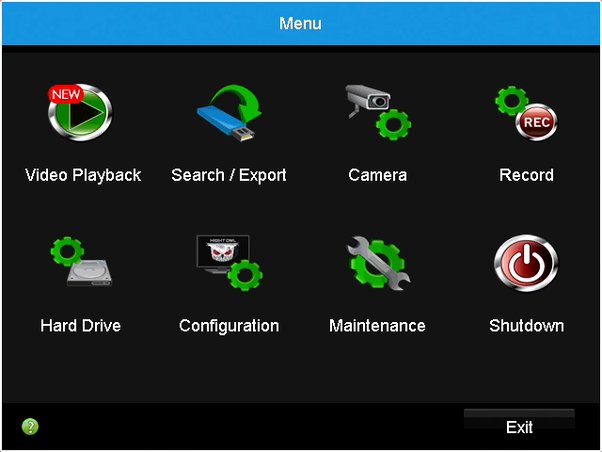 Menu
NEW
Video Playback
Search / Export
Camera
REC
Record
Hard Drive
NIGHT OWL
Configuration
Maintenance
Shutdown
?
Exit